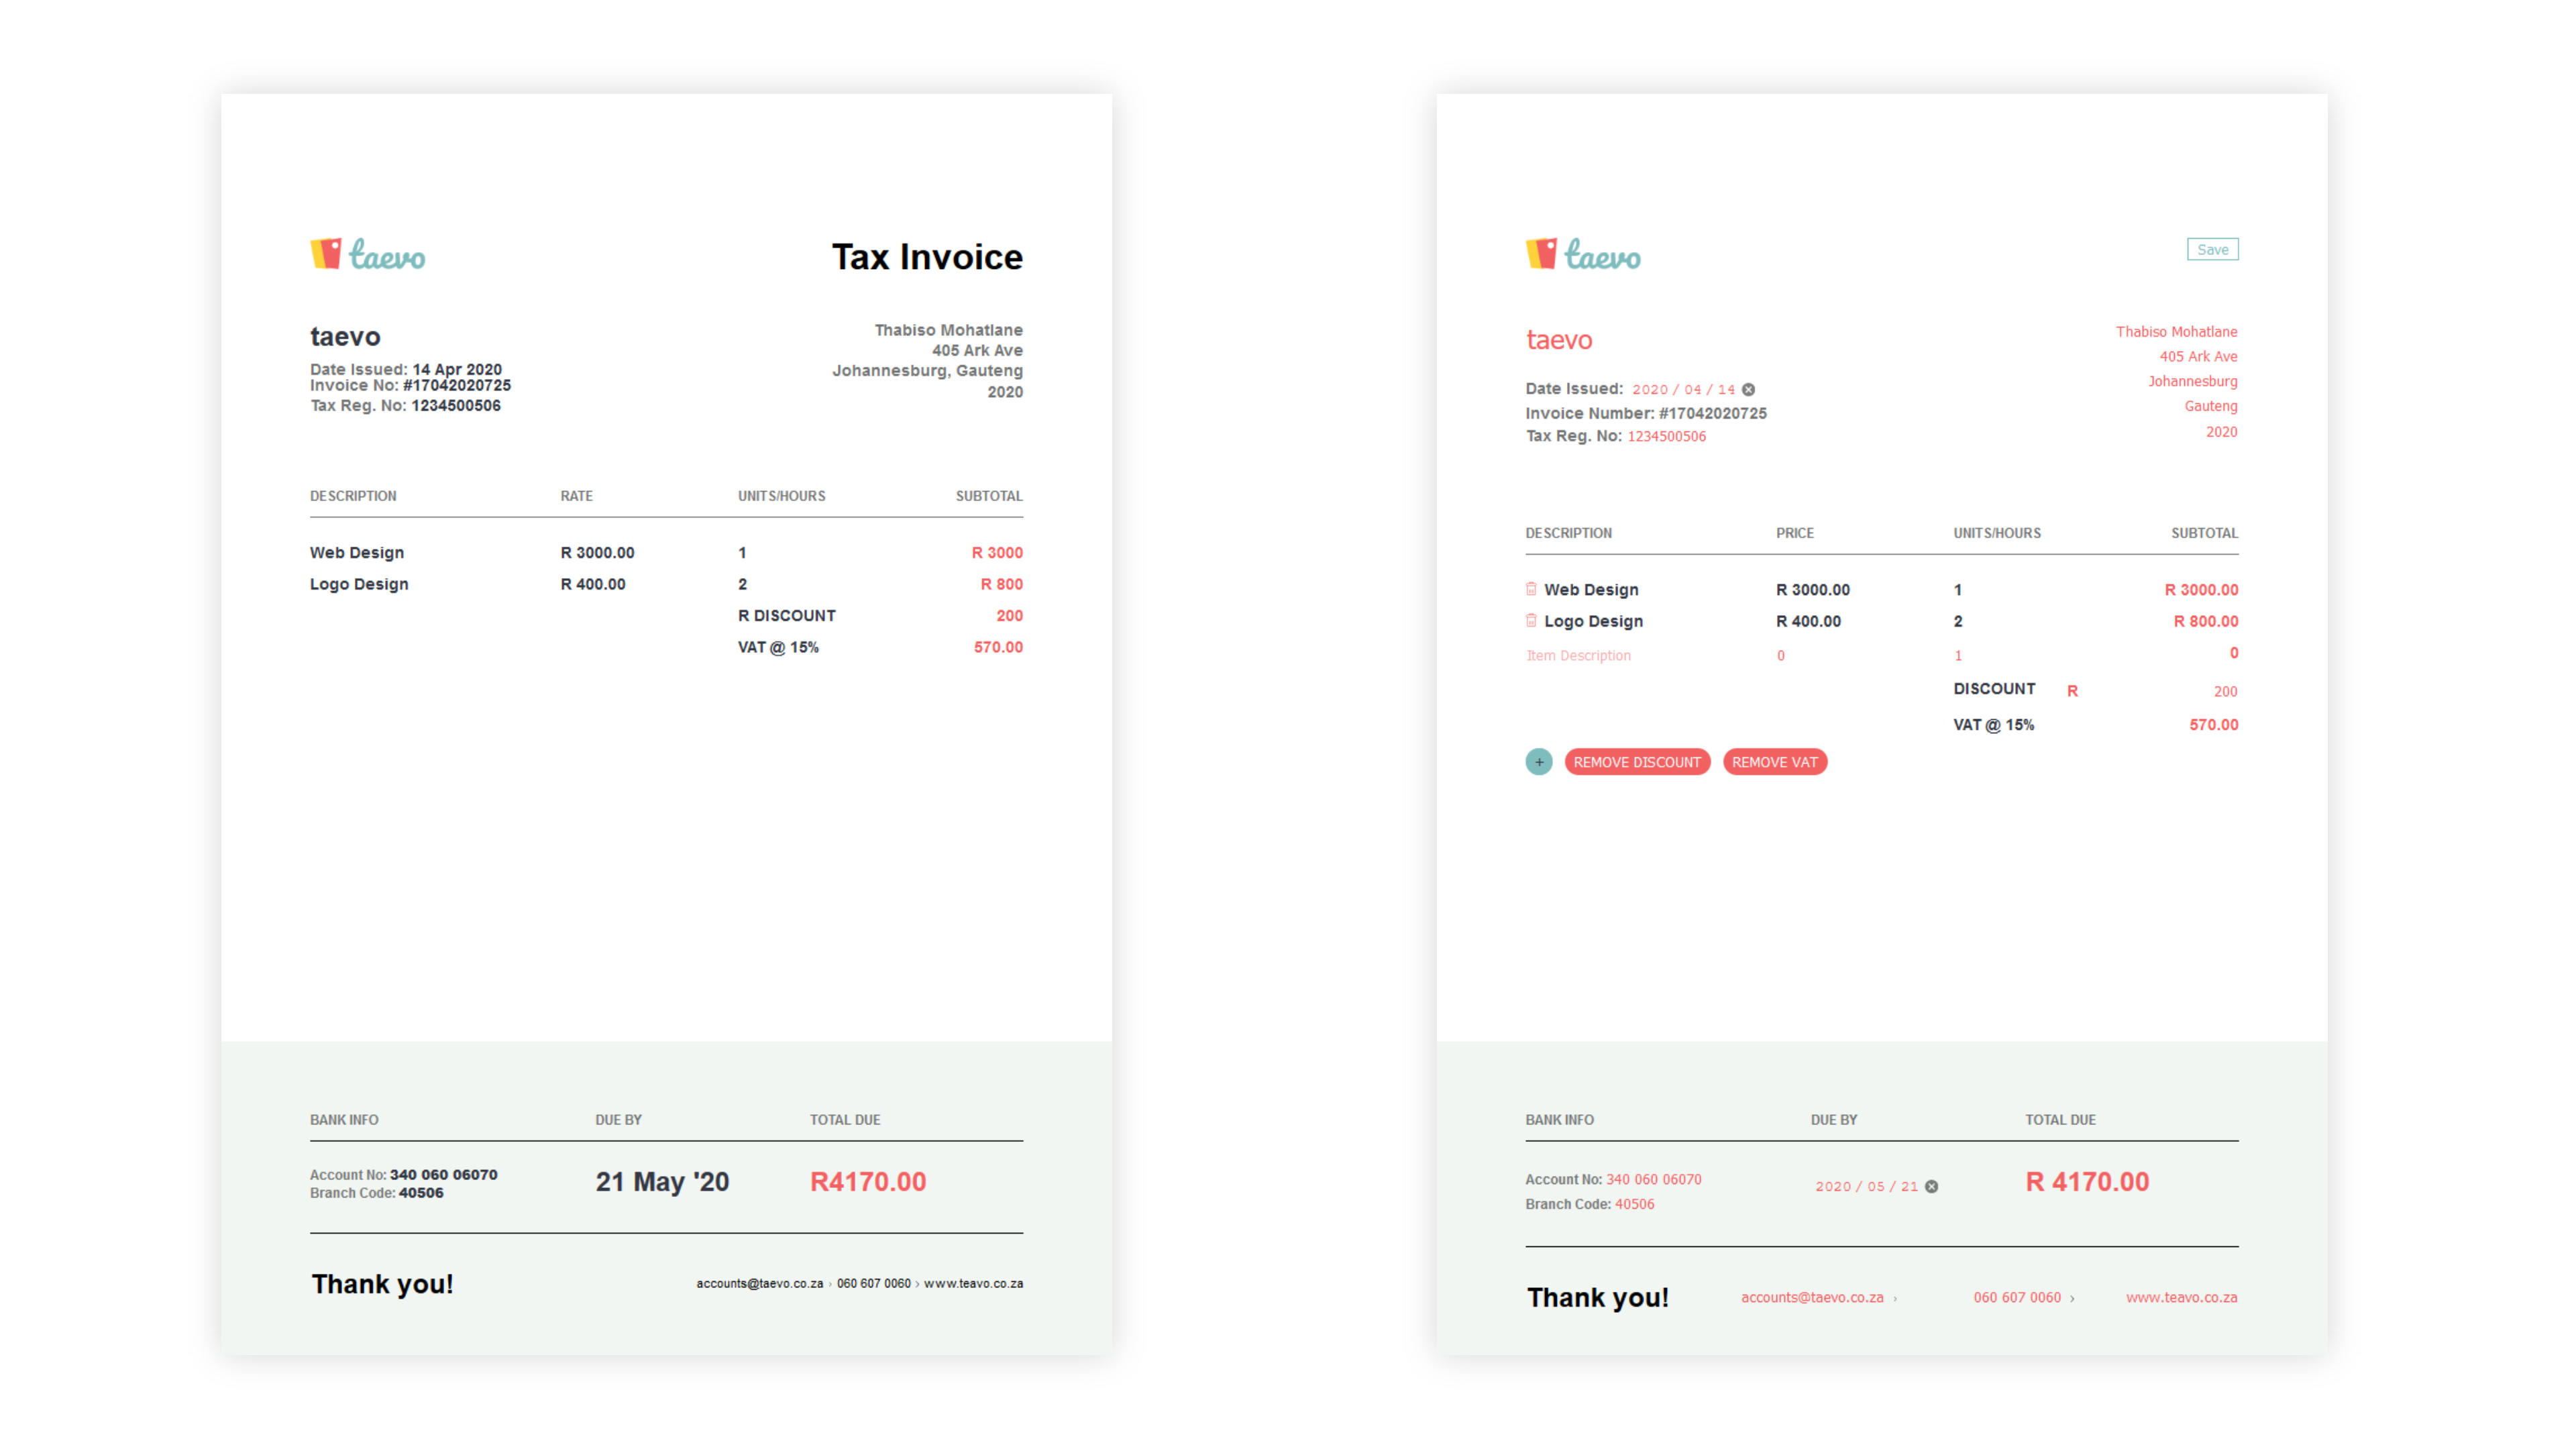 taevo
Tax Invoice
taevo
Date Issued: 14 Apr 2020
Invoice No: #17042020725
Tax Reg. No: 1234500506
Thabiso Mohatlane
405 Ark Ave
Johannesburg, Gauteng
2020
DESCRIPTION RATE UNITS/HOURS SUBTOTAL
Web Design R 3000.00 1 R 3000
Logo Design R 400.00 2 R 800
R DISCOUNT 200
VAT @ 15% 570.00
BANK INFO DUE BY TOTAL DUE
Account No: 340 060 06070
Branch Code: 40506
21 May '20
R4170.00
Thank you!
accounts@taevo.co.za › 060 607 0060 › www.teavo.co.za
taevo
Save
taevo
Date Issued: 2020 / 04 / 14
Invoice Number: #17042020725
Tax Reg. No: 1234500506
Thabiso Mohatlane
405 Ark Ave
Johannesburg
Gauteng
2020
DESCRIPTION PRICE UNITS/HOURS SUBTOTAL
Web Design R 3000.00 1 R 3000.00
Logo Design R 400.00 2 R 800.00
Item Description 0 1 0
DISCOUNT R 200
VAT @ 15% 570.00
+ REMOVE DISCOUNT REMOVE VAT
BANK INFO DUE BY TOTAL DUE
Account No: 340 060 06070
Branch Code: 40506
2020 / 05 / 21
R 4170.00
Thank you!
accounts@taevo.co.za › 060 607 0060 › www.teavo.co.za